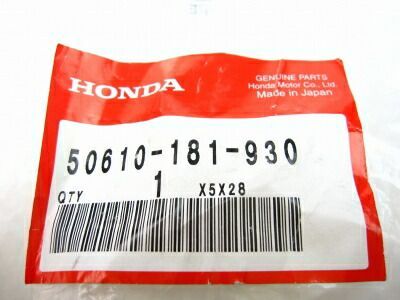 HONDA
GENUINE PARTS
Honda Motor Co., Ltd.
Made in Japan
50610-181-930
QTY 1 X5X28